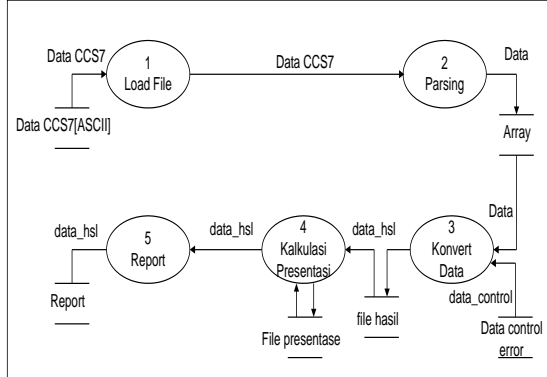 1
Load File
Data CCS7
Data CCS7
2
Parsing
Data
Data CCS7[ASCII]
Array
Data
data_hsl
5
Report
data_hsl
4
Kalkulasi
Presentasi
data_hsl
3
Konvert
Data
data_control
Report
File presentase
file hasil
Data control
error